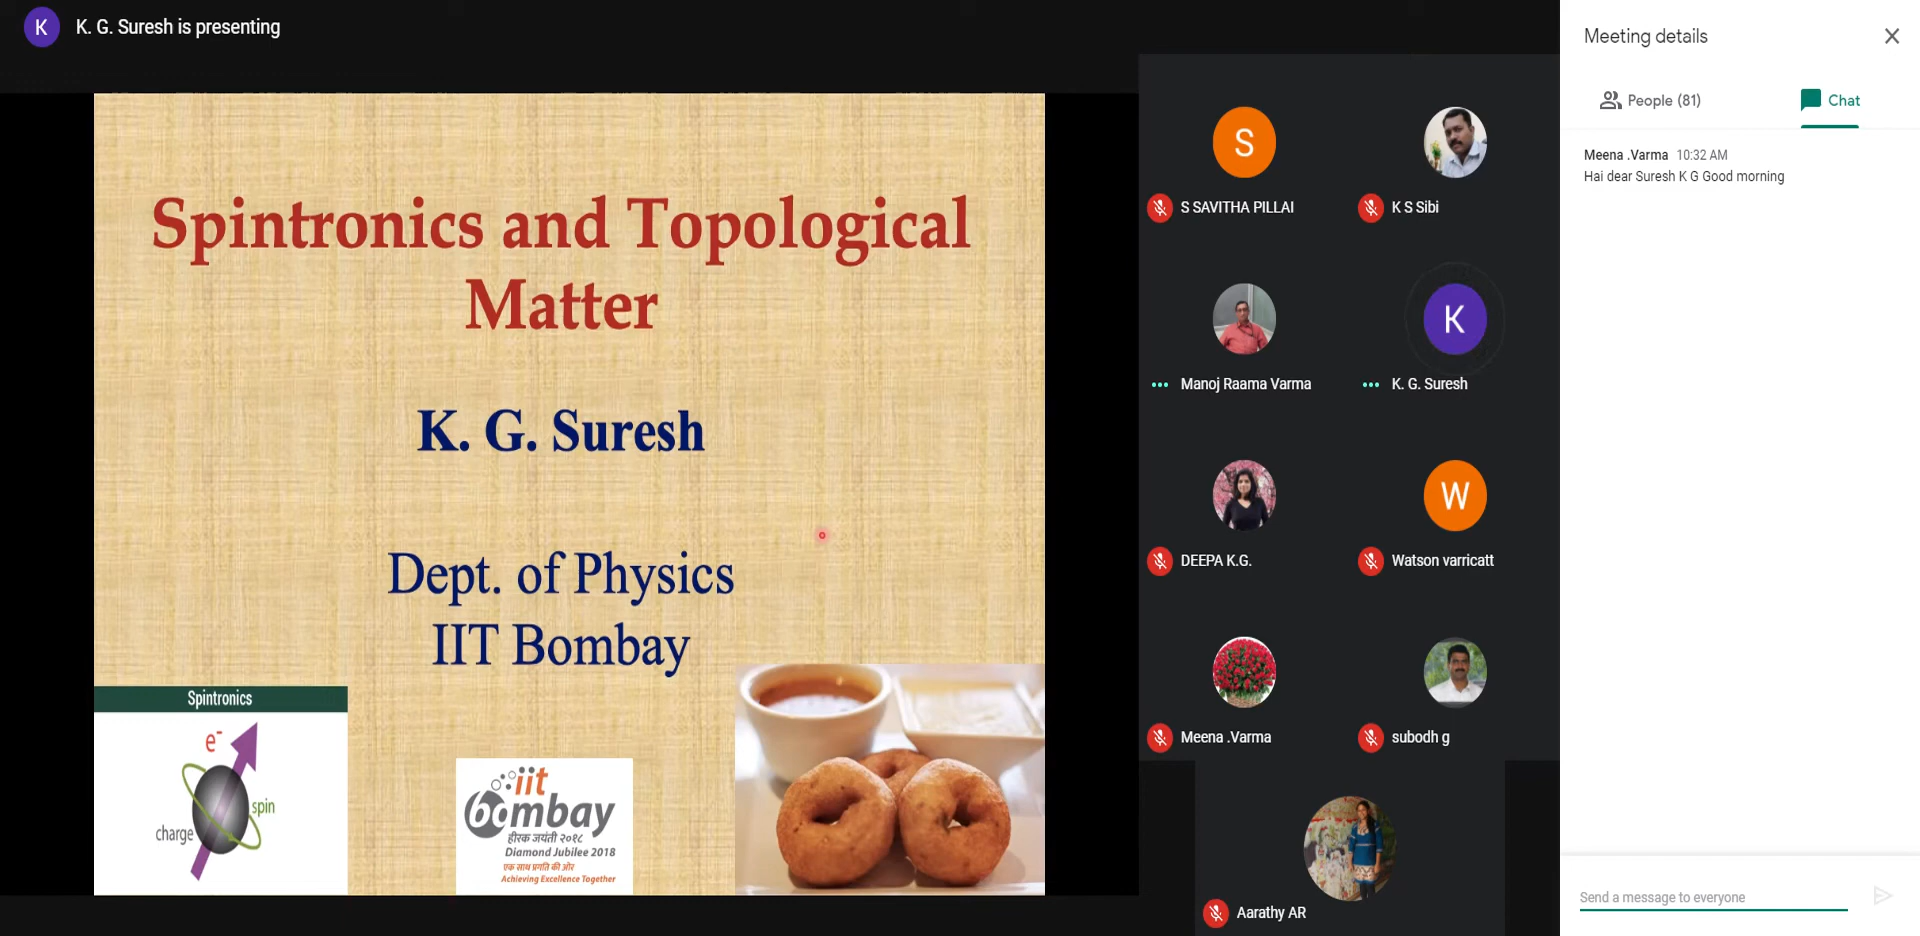 K
K. G. Suresh is presenting
Spintronics and Topological
Matter
K. G. Suresh
Dept. of Physics
IIT Bombay
Spintronics
e-
spin
charge
iit
bombay
हीरक जयंती २०१८
Diamond Jubilee 2018
एक साथ प्रगति की ओर
Achieving Excellence Together
S
S SAVITHA PILLAI
K S Sibi
Manoj Raama Varma
K
K. G. Suresh
DEEPA K.G.
W
Watson varricatt
Meena .Varma
subodh g
Aarathy AR
Meeting details
People (81)
Chat
Meena .Varma 10:32 AM
Hai dear Suresh K G Good morning
Send a message to everyone